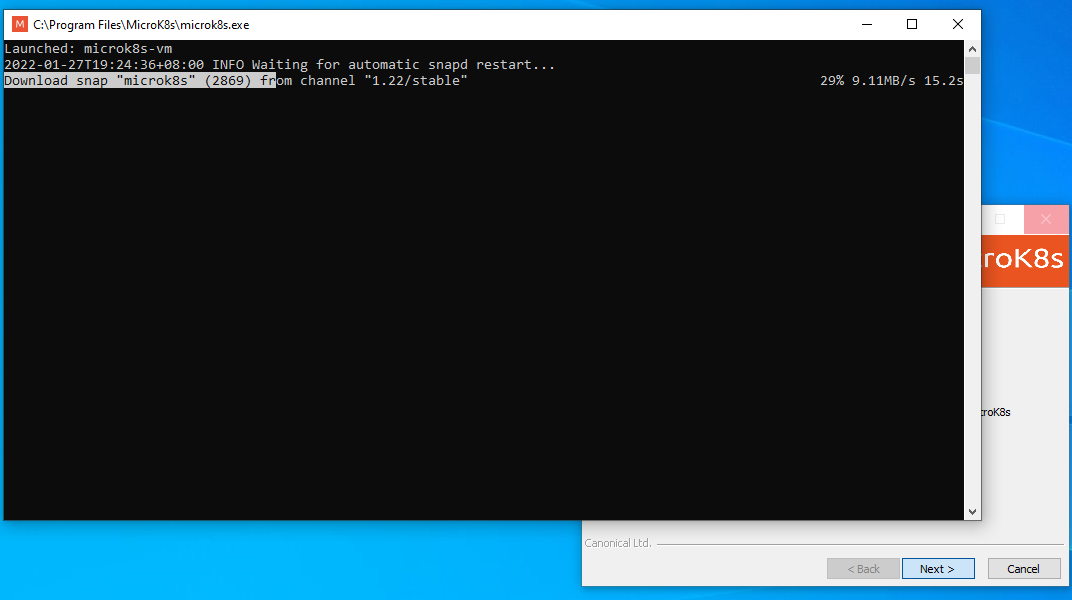 M C:\Program Files\MicroK8s\microk8s.exe
Launched: microk8s-vm
2022-01-27T19:24:36+08:00 INFO Waiting for automatic snapd restart...
Download snap "microk8s" (2869) from channel "1.22/stable" 29% 9.11MB/s 15.2s
roK8s
croK8s
Canonical Ltd.
< Back Next > Cancel